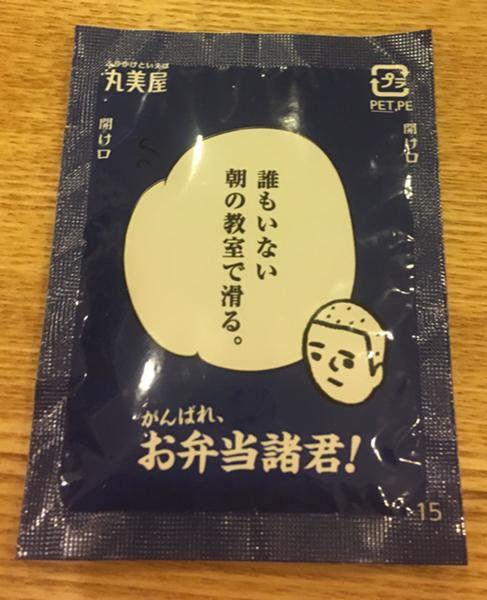 ふりかけといえば
丸美屋
プラ
PET,PE
開け口
開け口
誰もいない
朝の教室で滑る。
がんばれ、
お弁当諸君!
15